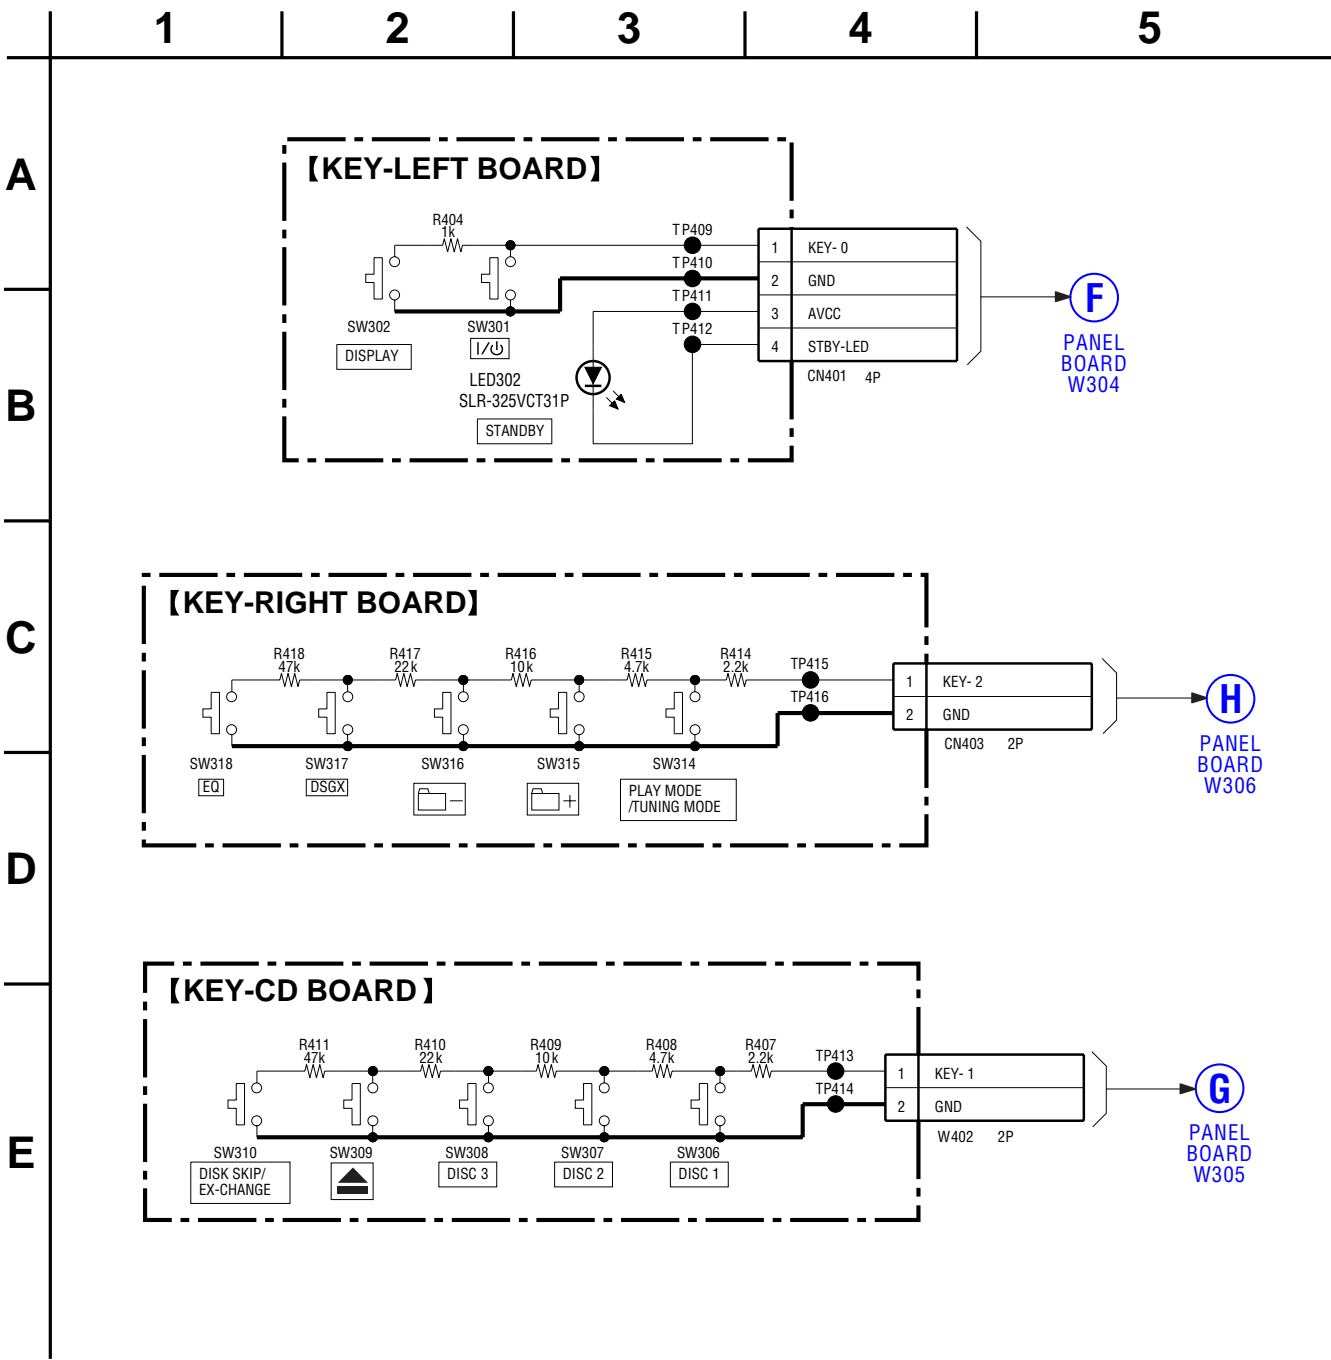 1 2 3 4 5
A
【KEY-LEFT BOARD】
R404
1k
TP409
TP410
TP411
TP412
1 KEY- 0
2 GND
3 AVCC
4 STBY-LED
CN401 4P
F
PANEL
BOARD
W304
SW302
DISPLAY
SW301
I/⏻
LED302
SLR-325VCT31P
STANDBY
B
C
【KEY-RIGHT BOARD】
R418
47k
R417
22k
R416
10k
R415
4.7k
R414
2.2k
TP415
TP416
1 KEY- 2
2 GND
CN403 2P
H
PANEL
BOARD
W306
SW318
EQ
SW317
DSGX
SW316
−
SW315
+
SW314
PLAY MODE
/TUNING MODE
D
【KEY-CD BOARD】
R411
47k
R410
22k
R409
10k
R408
4.7k
R407
2.2k
TP413
TP414
1 KEY- 1
2 GND
W402 2P
G
PANEL
BOARD
W305
E
SW310
DISK SKIP/
EX-CHANGE
SW309
SW308
DISC 3
SW307
DISC 2
SW306
DISC 1